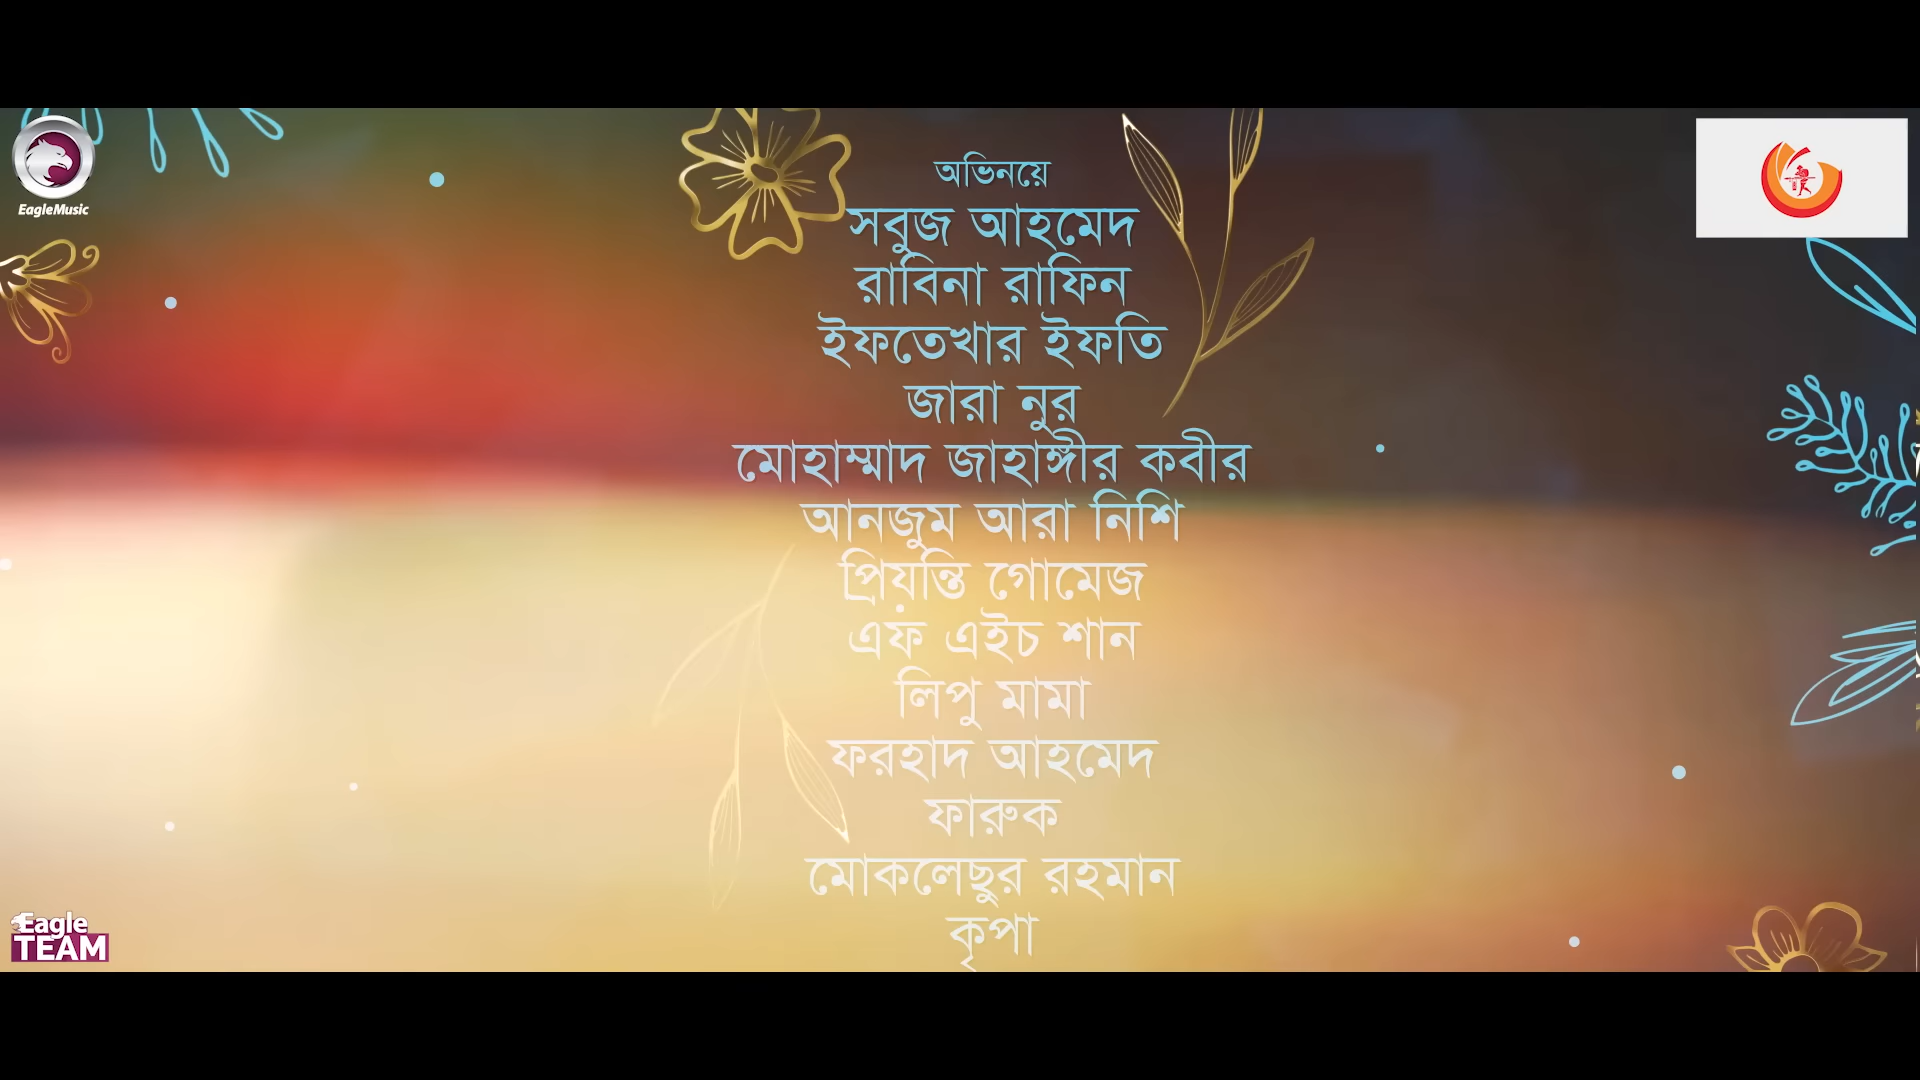 EagleMusic
অভিনয়ে
সবুজ আহমেদ
রাবিনা রাফিন
ইফতেখার ইফতি
জারা নুর
মোহাম্মাদ জাহাঙ্গীর কবীর
আনজুম আরা নিশি
প্রিয়ন্তি গোমেজ
এফ এইচ শান
লিপু মামা
ফরহাদ আহমেদ
ফারুক
মোকলেছুর রহমান
কৃপা
Eagle
TEAM